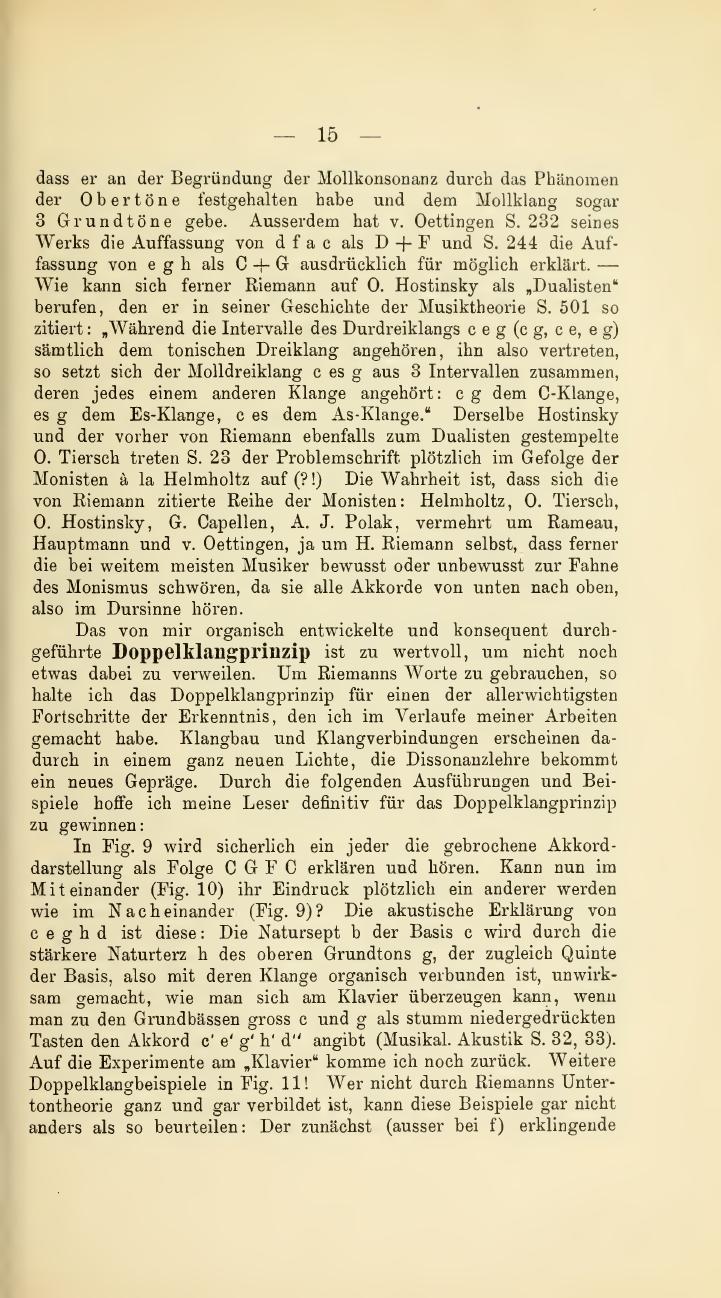 — 15 —
dass er an der Begründung der Mollkonsonanz durch das Phänomen
der Obertöne festgehalten habe und dem Mollklang sogar
3 Grundtöne gebe. Ausserdem hat v. Oettingen S. 232 seines
Werks die Auffassung von d f a c als D + F und S. 244 die Auf-
fassung von e g h als C + G ausdrücklich für möglich erklärt. —
Wie kann sich ferner Riemann auf O. Hostinsky als „Dualisten“
berufen, den er in seiner Geschichte der Musiktheorie S. 501 so
zitiert: „Während die Intervalle des Durdreiklangs c e g (c g, c e, e g)
sämtlich dem tonischen Dreiklang angehören, ihn also vertreten,
so setzt sich der Molldreiklang c es g aus 3 Intervallen zusammen,
deren jedes einem anderen Klange angehört: c g dem C-Klange,
es g dem Es-Klange, c es dem As-Klange.“ Derselbe Hostinsky
und der vorher von Riemann ebenfalls zum Dualisten gestempelte
O. Tiersch treten S. 23 der Problemschrift plötzlich im Gefolge der
Monisten à la Helmholtz auf (?!) Die Wahrheit ist, dass sich die
von Riemann zitierte Reihe der Monisten: Helmholtz, O. Tiersch,
O. Hostinsky, G. Capellen, A. J. Polak, vermehrt um Rameau,
Hauptmann und v. Oettingen, ja um H. Riemann selbst, dass ferner
die bei weitem meisten Musiker bewusst oder unbewusst zur Fahne
des Monismus schwören, da sie alle Akkorde von unten nach oben,
also im Dursinne hören.
Das von mir organisch entwickelte und konsequent durch-
geführte Doppelklangprinzip ist zu wertvoll, um nicht noch
etwas dabei zu verweilen. Um Riemanns Worte zu gebrauchen, so
halte ich das Doppelklangprinzip für einen der allerwichtigsten
Fortschritte der Erkenntnis, den ich im Verlaufe meiner Arbeiten
gemacht habe. Klangbau und Klangverbindungen erscheinen da-
durch in einem ganz neuen Lichte, die Dissonanzlehre bekommt
ein neues Gepräge. Durch die folgenden Ausführungen und Bei-
spiele hoffe ich meine Leser definitiv für das Doppelklangprinzip
zu gewinnen:
In Fig. 9 wird sicherlich ein jeder die gebrochene Akkord-
darstellung als Folge C G F C erklären und hören. Kann nun im
Miteinander (Fig. 10) ihr Eindruck plötzlich ein anderer werden
wie im Nacheinander (Fig. 9)? Die akustische Erklärung von
c e g h d ist diese: Die Natursept b der Basis c wird durch die
stärkere Naturterz h des oberen Grundtons g, der zugleich Quinte
der Basis, also mit deren Klange organisch verbunden ist, unwirk-
sam gemacht, wie man sich am Klavier überzeugen kann, wenn
man zu den Grundbässen gross c und g als stumm niedergedrückten
Tasten den Akkord c' e' g' h' d'' angibt (Musikal. Akustik S. 32, 33).
Auf die Experimente am „Klavier“ komme ich noch zurück. Weitere
Doppelklangbeispiele in Fig. 11! Wer nicht durch Riemanns Unter-
tontheorie ganz und gar verbildet ist, kann diese Beispiele gar nicht
anders als so beurteilen: Der zunächst (ausser bei f) erklingende